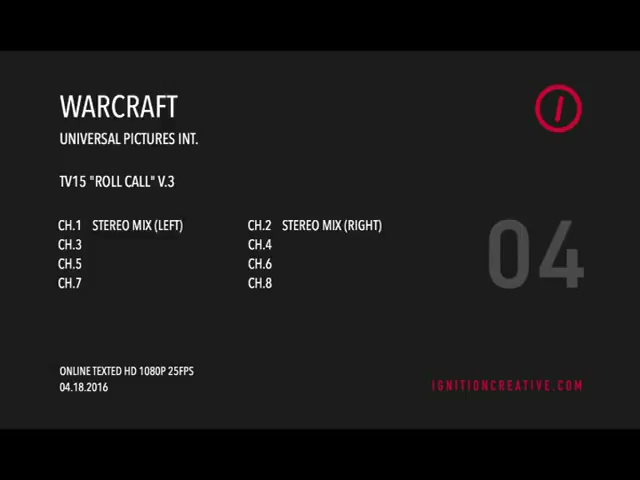 WARCRAFT
UNIVERSAL PICTURES INT.
TV15 "ROLL CALL" V.3
CH.1 STEREO MIX (LEFT) CH.2 STEREO MIX (RIGHT)
CH.3 CH.4
CH.5 CH.6
CH.7 CH.8
04
ONLINE TEXTED HD 1080P 25FPS
04.18.2016
IGNITIONCREATIVE.COM